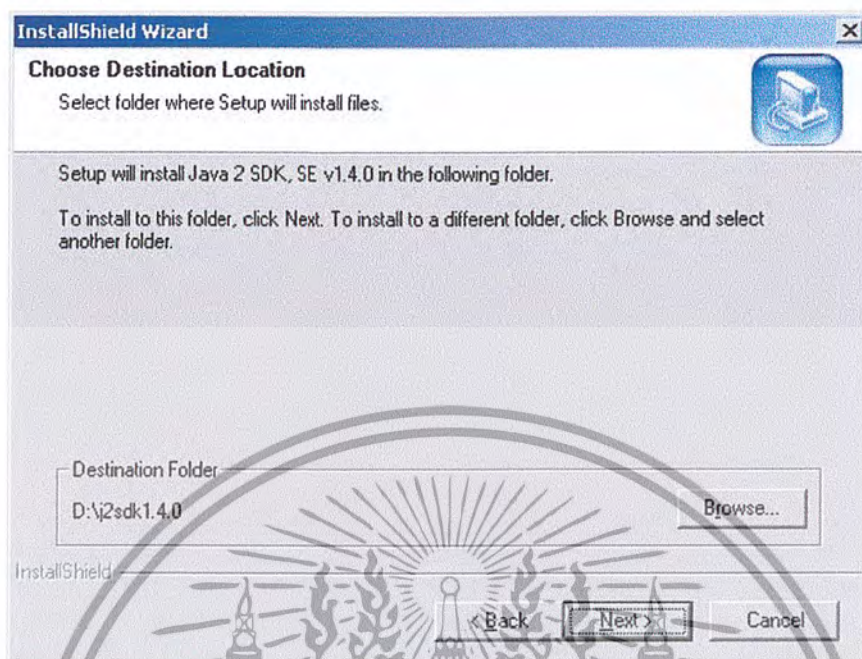 InstallShield Wizard
Choose Destination Location
Select folder where Setup will install files.
Setup will install Java 2 SDK, SE v1.4.0 in the following folder.
To install to this folder, click Next. To install to a different folder, click Browse and select
another folder.
Destination Folder
D:\j2sdk1.4.0
Browse...
InstallShield
< Back
Next >
Cancel